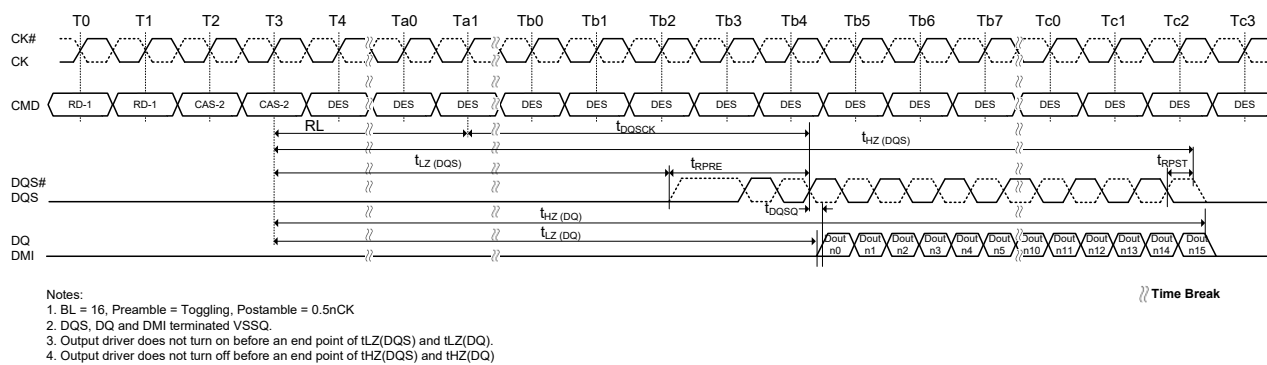 T0 T1 T2 T3 T4 Ta0 Ta1 Tb0 Tb1 Tb2 Tb3 Tb4 Tb5 Tb6 Tb7 Tc0 Tc1 Tc2 Tc3
CK#
CK
CMD RD-1 RD-1 CAS-2 CAS-2 DES DES DES DES DES DES DES DES DES DES DES DES DES DES DES
RL tDQSCK
tHZ (DQS)
tLZ (DQS) tRPRE tRPST
DQS#
DQS
tDQSQ
tHZ (DQ)
tLZ (DQ)
DQ
DMI
Dout n0 Dout n1 Dout n2 Dout n3 Dout n4 Dout n5 Dout n10 Dout n11 Dout n12 Dout n13 Dout n14 Dout n15
Notes:
1. BL = 16, Preamble = Toggling, Postamble = 0.5nCK
2. DQS, DQ and DMI terminated VSSQ.
3. Output driver does not turn on before an end point of tLZ(DQS) and tLZ(DQ).
4. Output driver does not turn off before an end point of tHZ(DQS) and tHZ(DQ)
Time Break